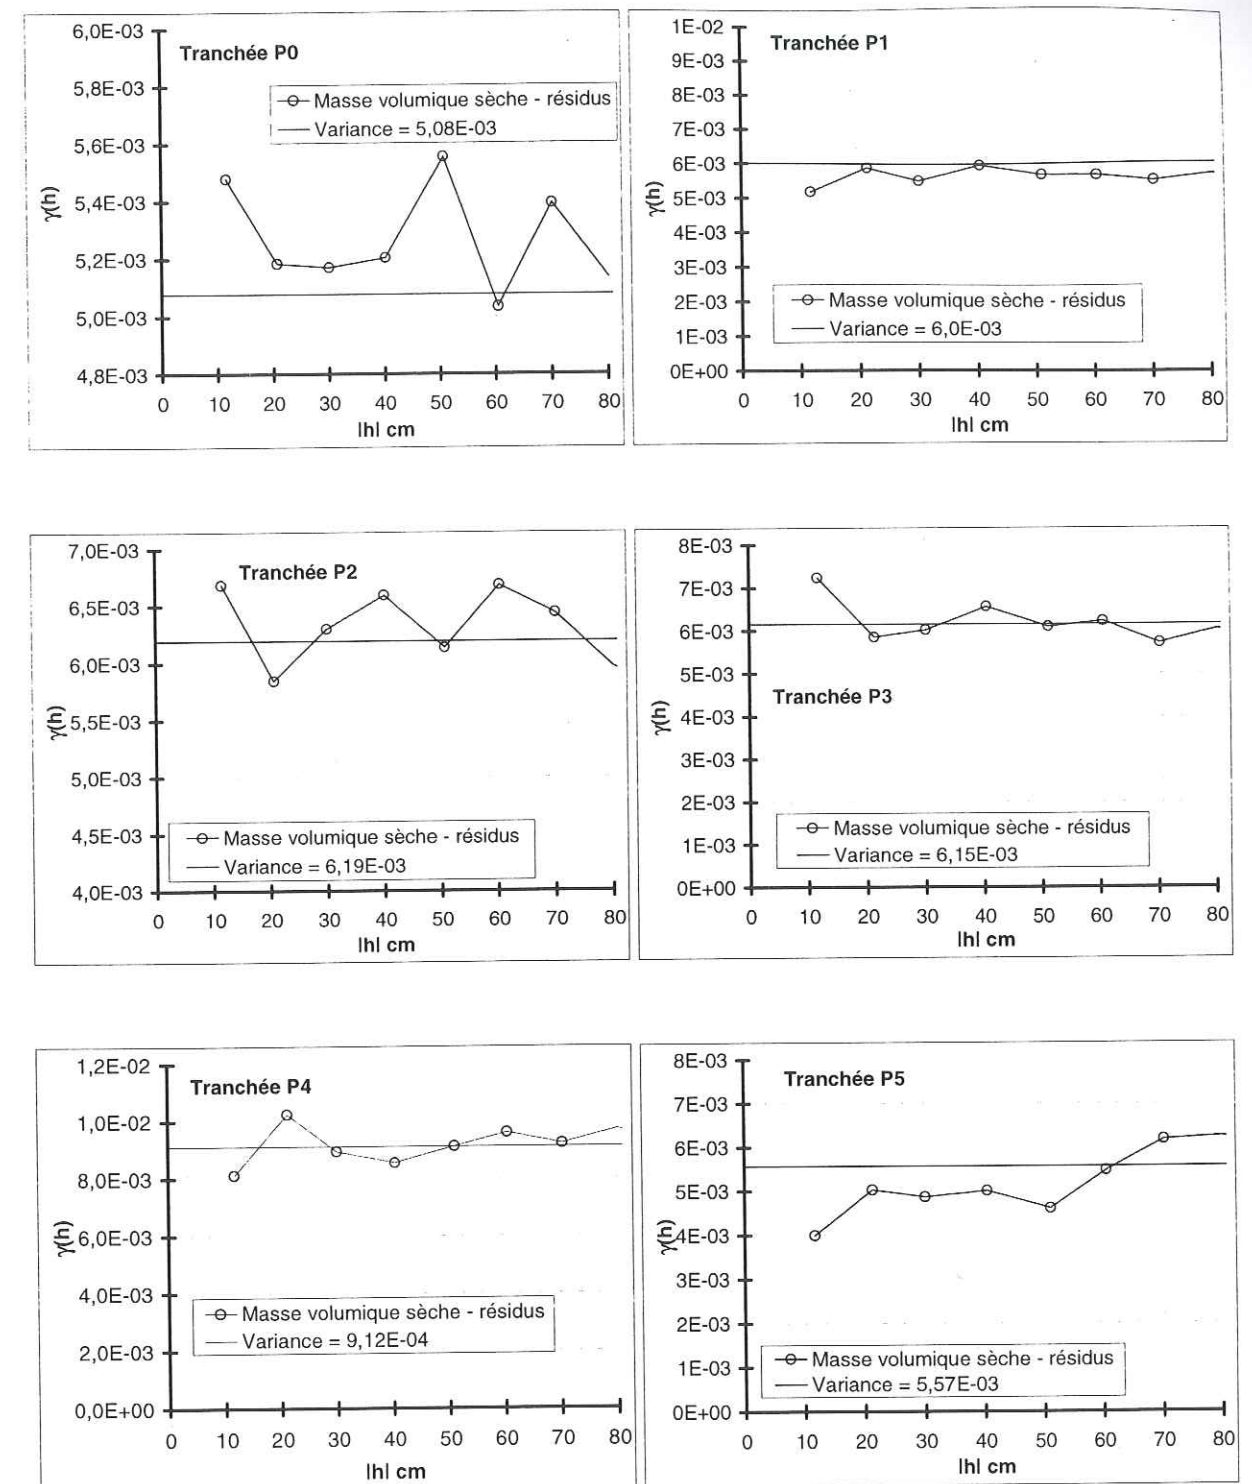 Tranchée P0
Masse volumique sèche - résidus
Variance = 5,08E-03
6,0E-03
5,8E-03
5,6E-03
5,4E-03
5,2E-03
5,0E-03
4,8E-03
γ(h)
0 10 20 30 40 50 60 70 80
lhl cm
Tranchée P1
1E-02
9E-03
8E-03
7E-03
6E-03
5E-03
4E-03
3E-03
2E-03
1E-03
0E+00
γ(h)
Masse volumique sèche - résidus
Variance = 6,0E-03
0 10 20 30 40 50 60 70 80
lhl cm
Tranchée P2
7,0E-03
6,5E-03
6,0E-03
5,5E-03
5,0E-03
4,5E-03
4,0E-03
γ(h)
Masse volumique sèche - résidus
Variance = 6,19E-03
0 10 20 30 40 50 60 70 80
lhl cm
8E-03
7E-03
6E-03
5E-03
4E-03
3E-03
2E-03
1E-03
0E+00
γ(h)
Tranchée P3
Masse volumique sèche - résidus
Variance = 6,15E-03
0 10 20 30 40 50 60 70 80
lhl cm
Tranchée P4
1,2E-02
1,0E-02
8,0E-03
6,0E-03
4,0E-03
2,0E-03
0,0E+00
γ(h)
Masse volumique sèche - résidus
Variance = 9,12E-04
0 10 20 30 40 50 60 70 80
lhl cm
Tranchée P5
8E-03
7E-03
6E-03
5E-03
4E-03
3E-03
2E-03
1E-03
0E+00
γ(h)
Masse volumique sèche - résidus
Variance = 5,57E-03
0 10 20 30 40 50 60 70 80
lhl cm